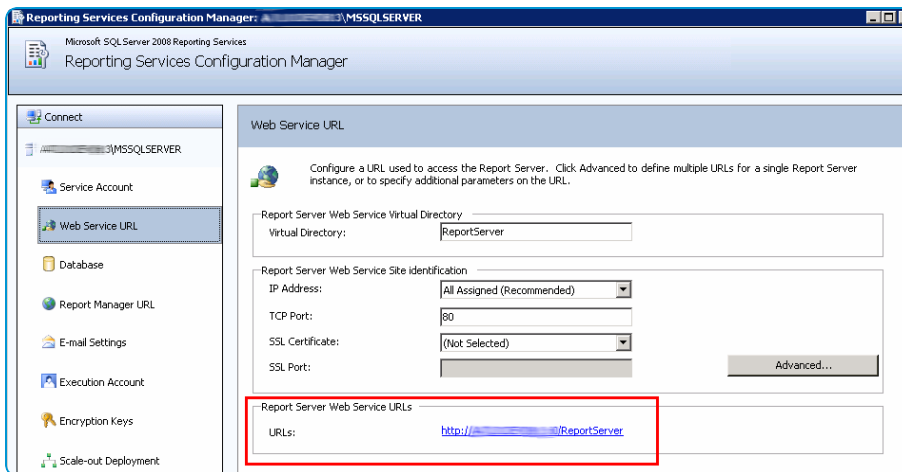 Reporting Services Configuration Manager: \MSSQLSERVER
Microsoft SQL Server 2008 Reporting Services
Reporting Services Configuration Manager
Connect
\MSSQLSERVER
Service Account
Web Service URL
Database
Report Manager URL
E-mail Settings
Execution Account
Encryption Keys
Scale-out Deployment
Web Service URL
Configure a URL used to access the Report Server. Click Advanced to define multiple URLs for a single Report Server
instance, or to specify additional parameters on the URL.
Report Server Web Service Virtual Directory
Virtual Directory: ReportServer
Report Server Web Service Site identification
IP Address: All Assigned (Recommended)
TCP Port: 80
SSL Certificate: (Not Selected)
SSL Port:
Advanced...
Report Server Web Service URLs
URLs: http:// /ReportServer